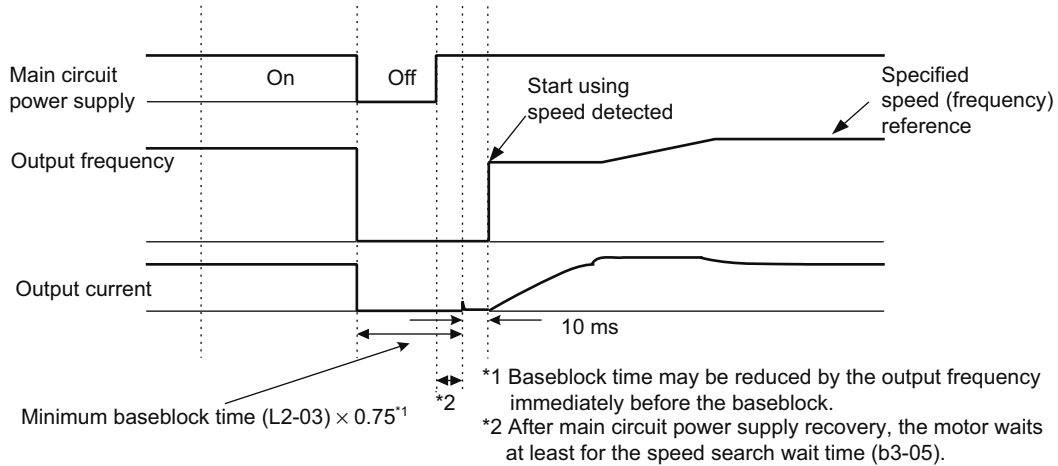 Main circuit
power supply
On
Off
Start using
speed detected
Specified
speed (frequency)
reference
Output frequency
Output current
10 ms
Minimum baseblock time (L2-03) × 0.75*1
*2
*1 Baseblock time may be reduced by the output frequency
immediately before the baseblock.
*2 After main circuit power supply recovery, the motor waits
at least for the speed search wait time (b3-05).